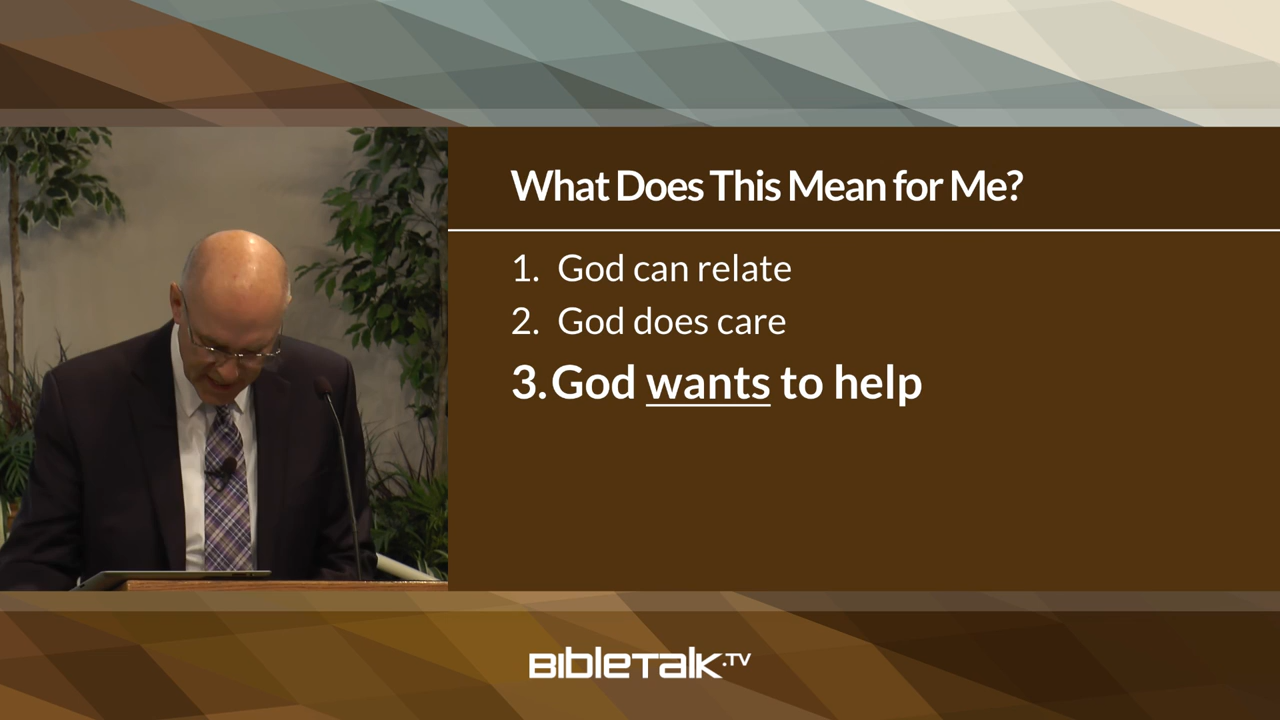 What Does This Mean for Me?
1. God can relate
2. God does care
3. God wants to help
BIBLETALK.TV